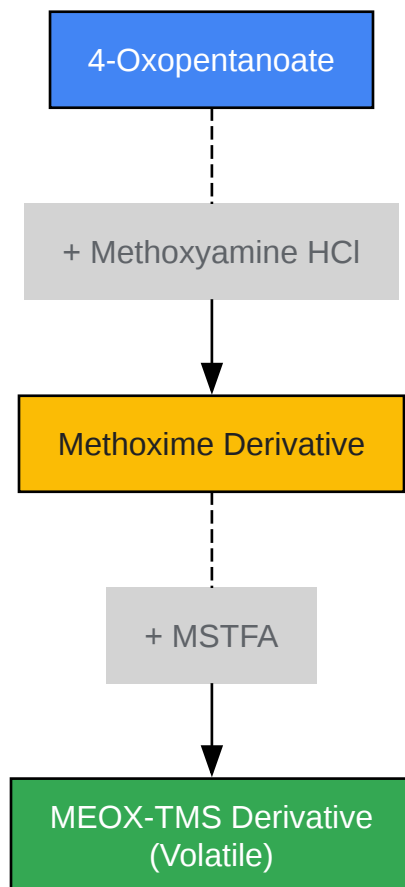 4-Oxopentanoate
+ Methoxyamine HCl
Methoxime Derivative
+ MSTFA
MEOX-TMS Derivative
(Volatile)